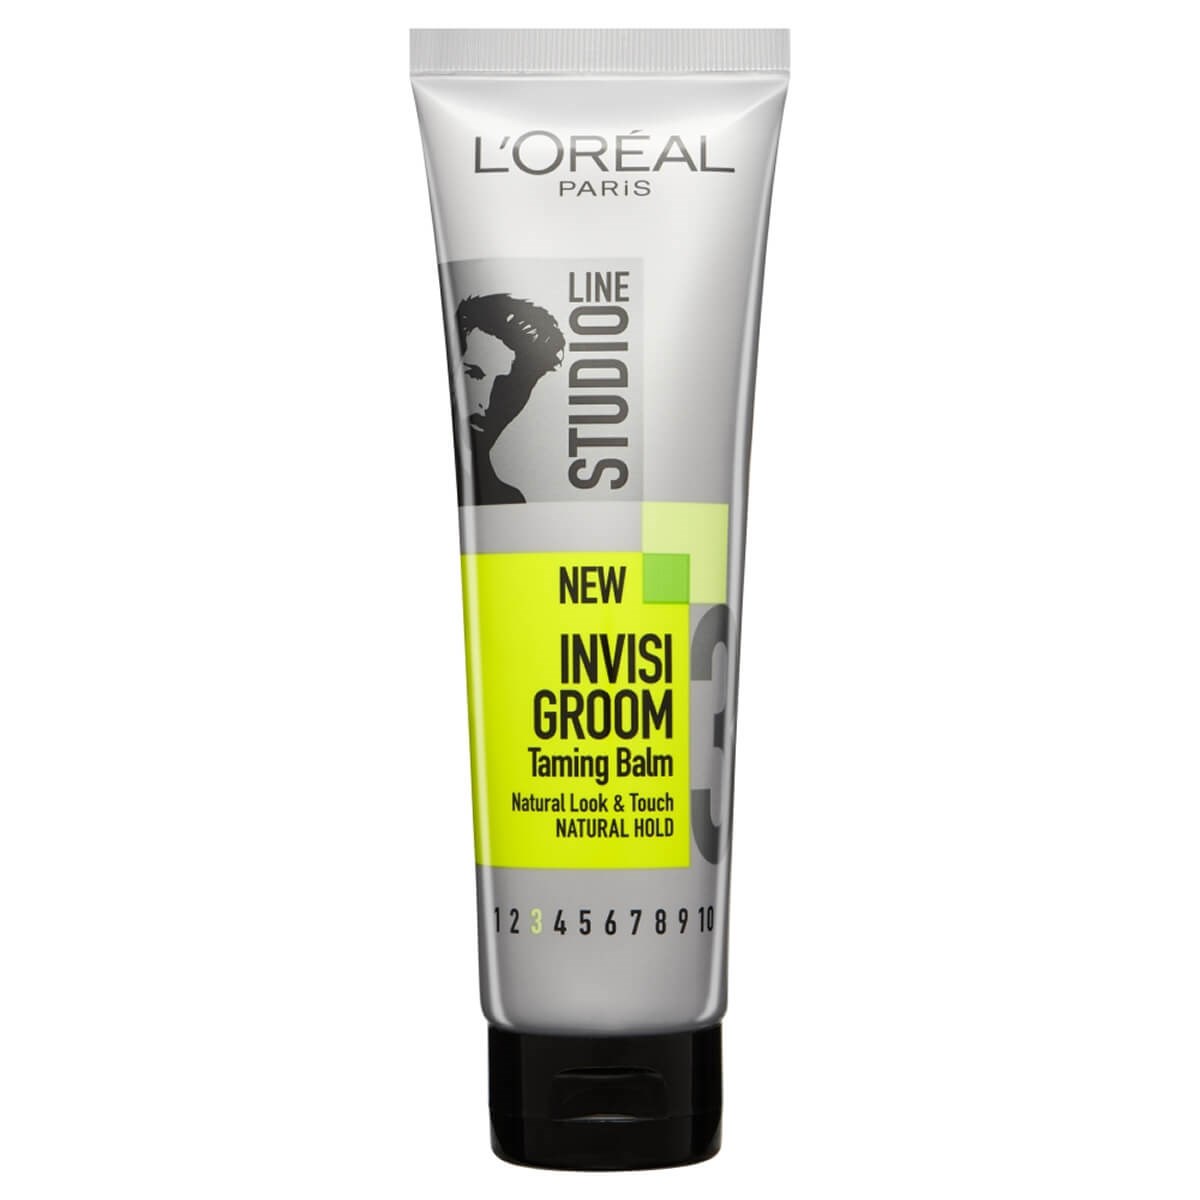 L'ORÉAL
PARiS
STUDIO
LINE
NEW
INVISI
GROOM
Taming Balm
Natural Look & Touch
NATURAL HOLD
3
1 2 3 4 5 6 7 8 9 10